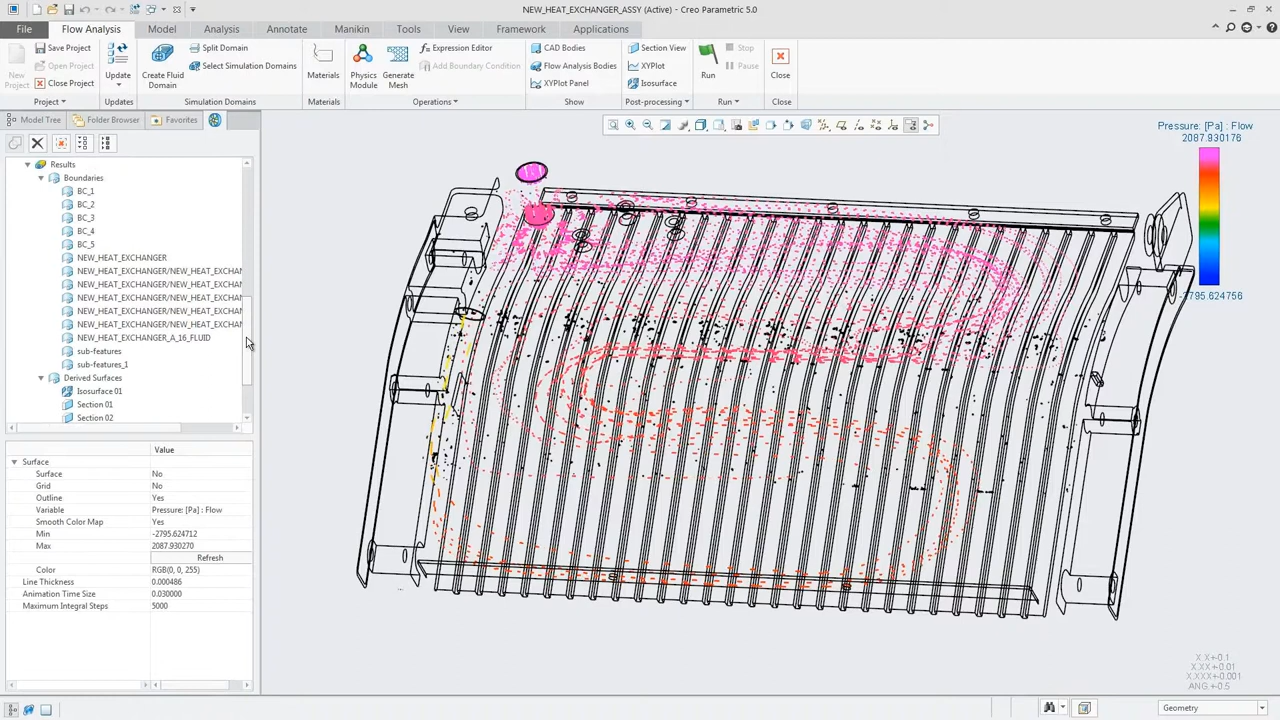 NEW_HEAT_EXCHANGER_ASSY (Active) - Creo Parametric 5.0
File
Flow Analysis
Model
Analysis
Annotate
Manikin
Tools
View
Framework
Applications
New Project
Save Project
Open Project
Close Project
Update
Create Fluid Domain
Split Domain
Select Simulation Domains
Materials
Physics Module
Generate Mesh
Expression Editor
Add Boundary Condition
CAD Bodies
Flow Analysis Bodies
XYPlot Panel
Section View
XYPlot
Isosurface
Run
Stop
Pause
Close
Project
Updates
Simulation Domains
Materials
Operations
Show
Post-processing
Run
Close
Model Tree
Folder Browser
Favorites
Results
Boundaries
BC_1
BC_2
BC_3
BC_4
BC_5
NEW_HEAT_EXCHANGER
NEW_HEAT_EXCHANGER/NEW_HEAT_EXCHAN
NEW_HEAT_EXCHANGER/NEW_HEAT_EXCHAN
NEW_HEAT_EXCHANGER/NEW_HEAT_EXCHAN
NEW_HEAT_EXCHANGER/NEW_HEAT_EXCHAN
NEW_HEAT_EXCHANGER/NEW_HEAT_EXCHAN
NEW_HEAT_EXCHANGER_A_16_FLUID
sub-features
sub-features_1
Derived Surfaces
Isosurface 01
Section 01
Section 02
Value
Surface
Surface No
Grid No
Outline Yes
Variable Pressure: [Pa] : Flow
Smooth Color Map Yes
Min -2795.624712
Max 2087.930270
Refresh
Color RGB(0, 0, 255)
Line Thickness 0.000486
Animation Time Size 0.030000
Maximum Integral Steps 5000
Pressure: [Pa] : Flow
2087.930176
-2795.624756
X.X+-0.1
X.XX+-0.01
X.XXX+-0.001
ANG.+-0.5
Geometry